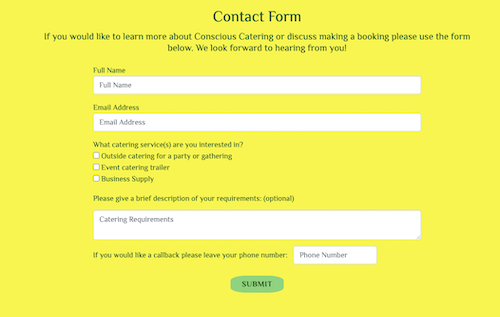 Contact Form
If you would like to learn more about Conscious Catering or discuss making a booking please use the form
below. We look forward to hearing from you!
Full Name
Full Name
Email Address
Email Address
What catering service(s) are you interested in?
Outside catering for a party or gathering
Event catering trailer
Business Supply
Please give a brief description of your requirements: (optional)
Catering Requirements
If you would like a callback please leave your phone number: Phone Number
SUBMIT